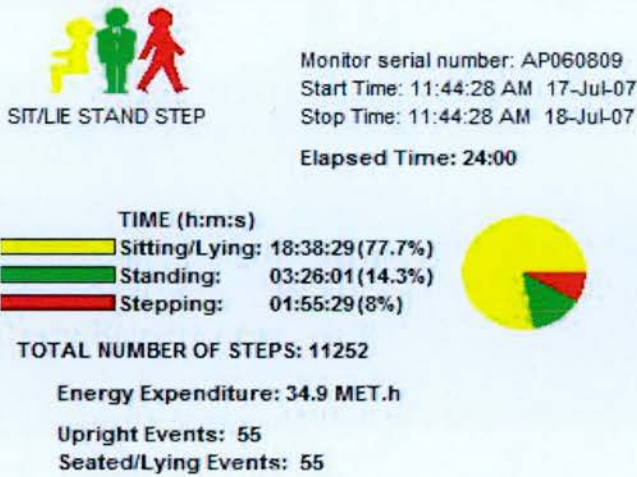 SIT/LIE STAND STEP
Monitor serial number: AP060809
Start Time: 11:44:28 AM 17-Jul-07
Stop Time: 11:44:28 AM 18-Jul-07
Elapsed Time: 24:00
TIME (h:m:s)
Sitting/Lying: 18:38:29(77.7%)
Standing: 03:26:01(14.3%)
Stepping: 01:55:29(8%)
TOTAL NUMBER OF STEPS: 11252
Energy Expenditure: 34.9 MET.h
Upright Events: 55
Seated/Lying Events: 55